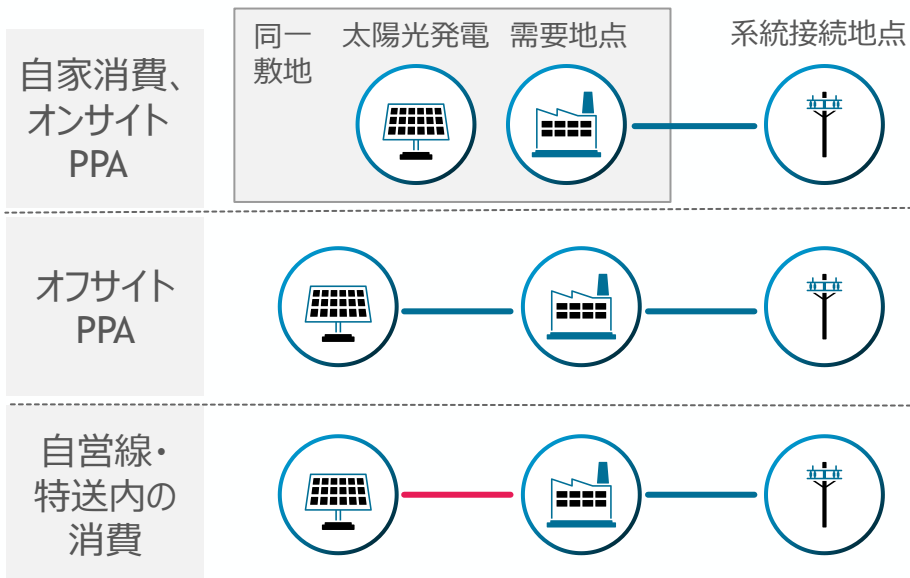 同一
敷地
太陽光発電
需要地点
系統接続地点
自家消費、
オンサイト
PPA
オフサイト
PPA
自営線・
特送内の
消費